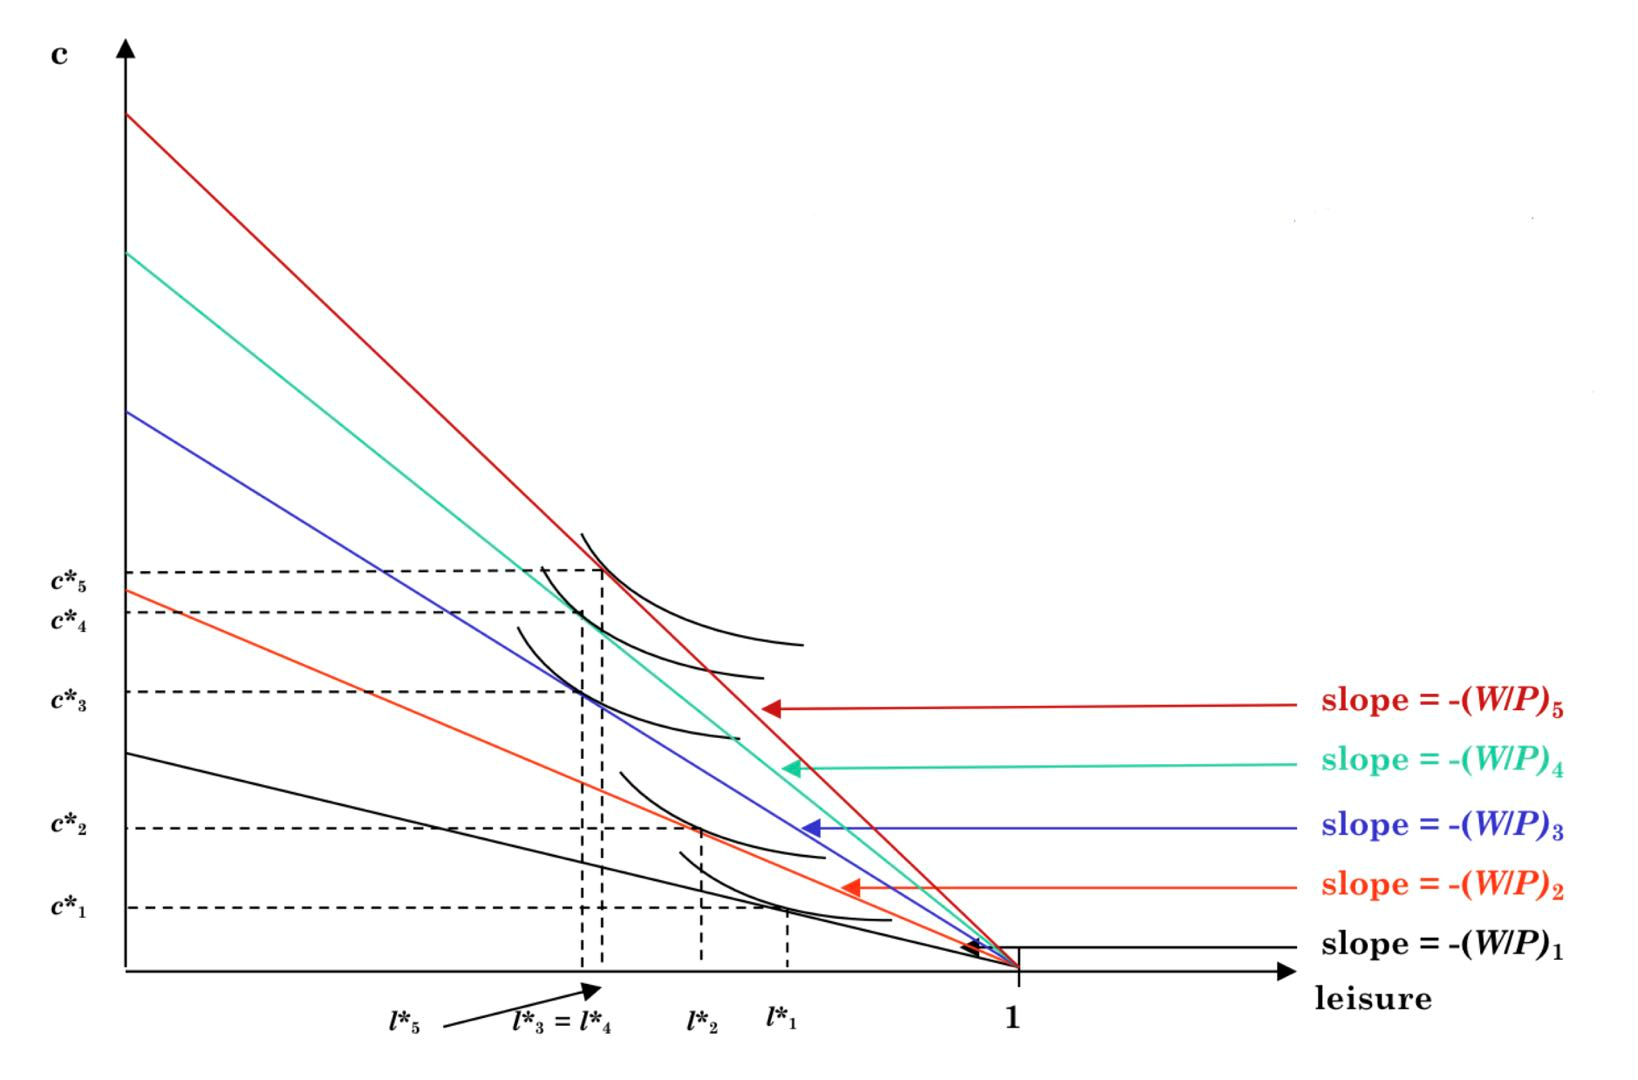 c
c*₅
c*₄
c*₃
c*₂
c*₁
slope = -(W/P)₅
slope = -(W/P)₄
slope = -(W/P)₃
slope = -(W/P)₂
slope = -(W/P)₁
leisure
l*₅
l*₃ = l*₄
l*₂
l*₁
1